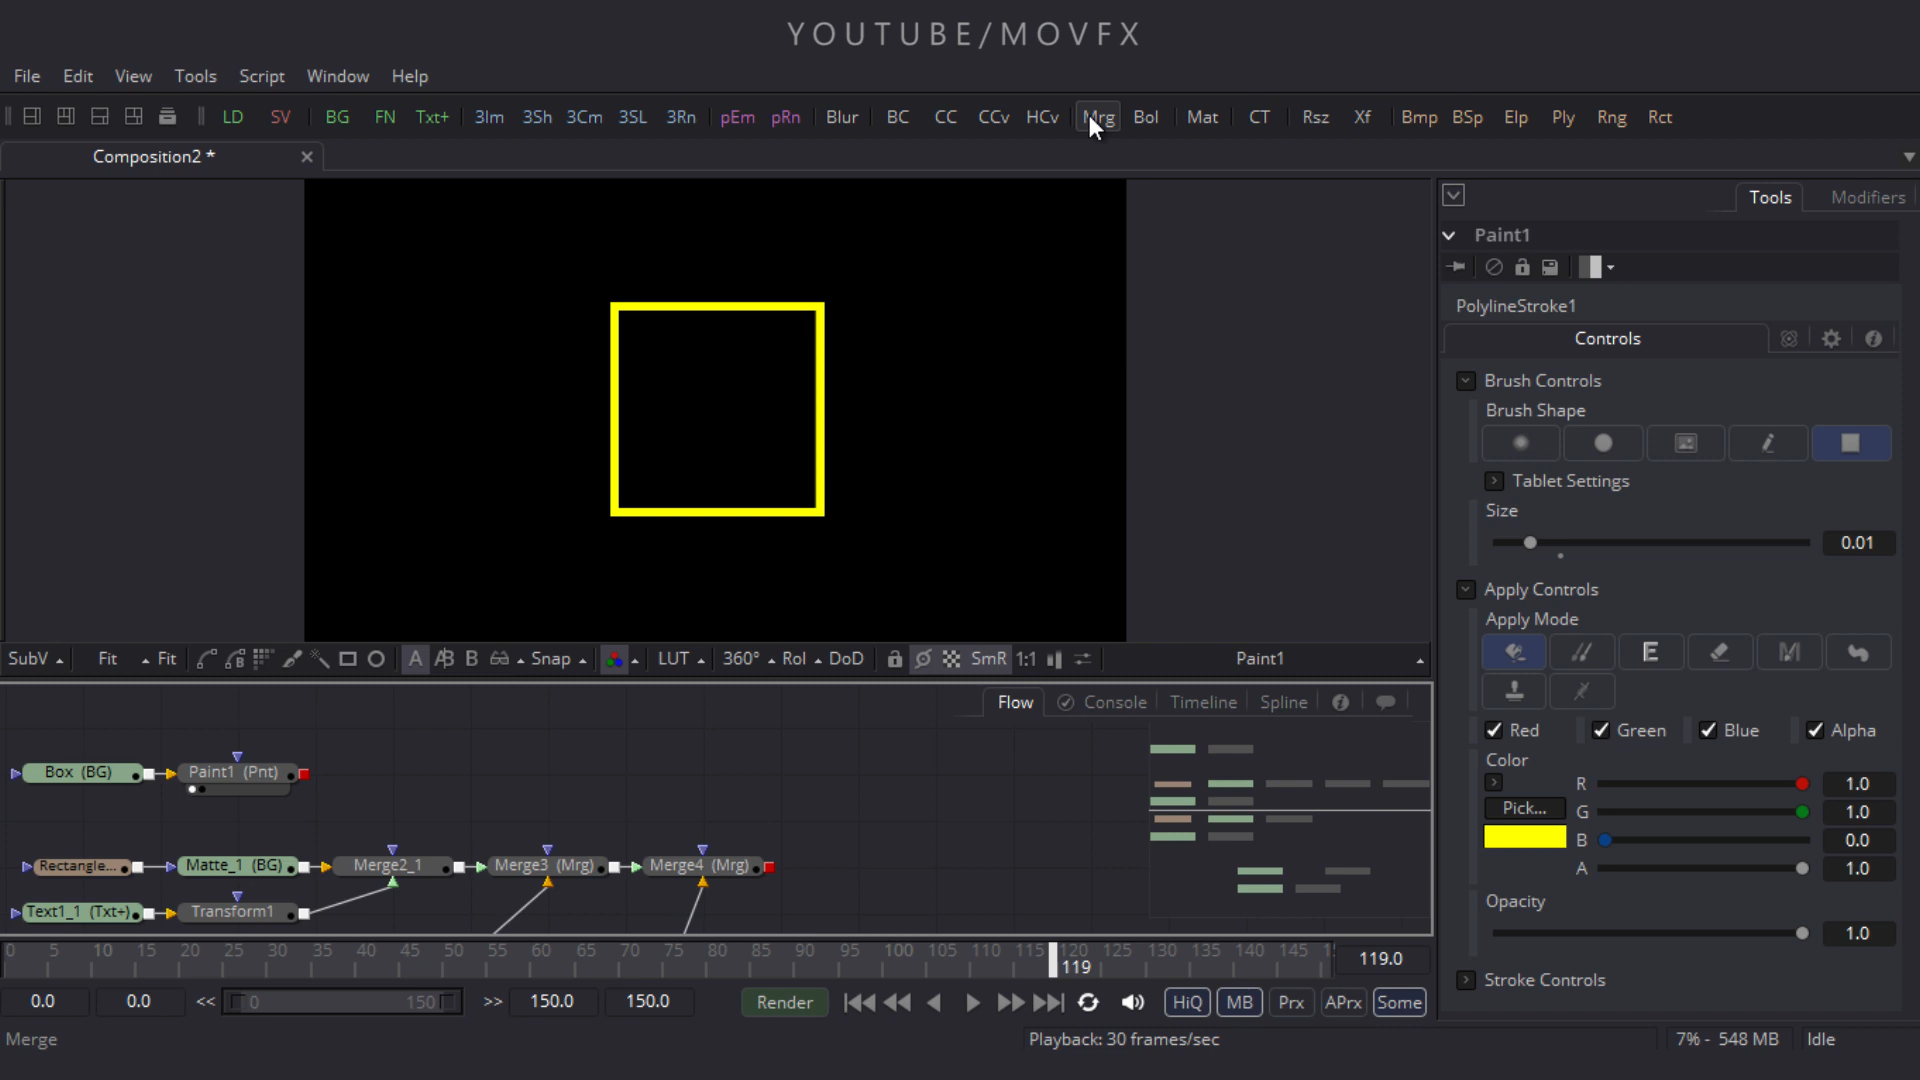 YOUTUBE/MOVFX
File Edit View Tools Script Window Help
LD SV BG FN Txt+ 3Im 3Sh 3Cm 3SL 3Rn pEm pRn Blur BC CC CCv HCv Mrg Bol Mat CT Rsz Xf Bmp BSp Elp Ply Rng Rct
Composition2 *
Tools Modifiers
Paint1
PolylineStroke1
Controls
Brush Controls
Brush Shape
Tablet Settings
Size
0.01
Apply Controls
Apply Mode
E
Red Green Blue Alpha
Color
R 1.0
Pick... G 1.0
B 0.0
A 1.0
Opacity
1.0
Stroke Controls
SubV Fit Fit A B Snap LUT 360° RoI DoD SmR 1:1 Paint1
Flow Console Timeline Spline
Box (BG) Paint1 (Pnt)
Rectangle... Matte_1 (BG) Merge2_1 Merge3 (Mrg) Merge4 (Mrg)
Text1_1 (Txt+) Transform1
0 5 10 15 20 25 30 35 40 45 50 55 60 65 70 75 80 85 90 95 100 105 110 115 120 125 130 135 140 145
119 119.0
0.0 0.0 << 0 150 >> 150.0 150.0 Render HiQ MB Prx APrx Some
Merge Playback: 30 frames/sec 7% - 548 MB Idle